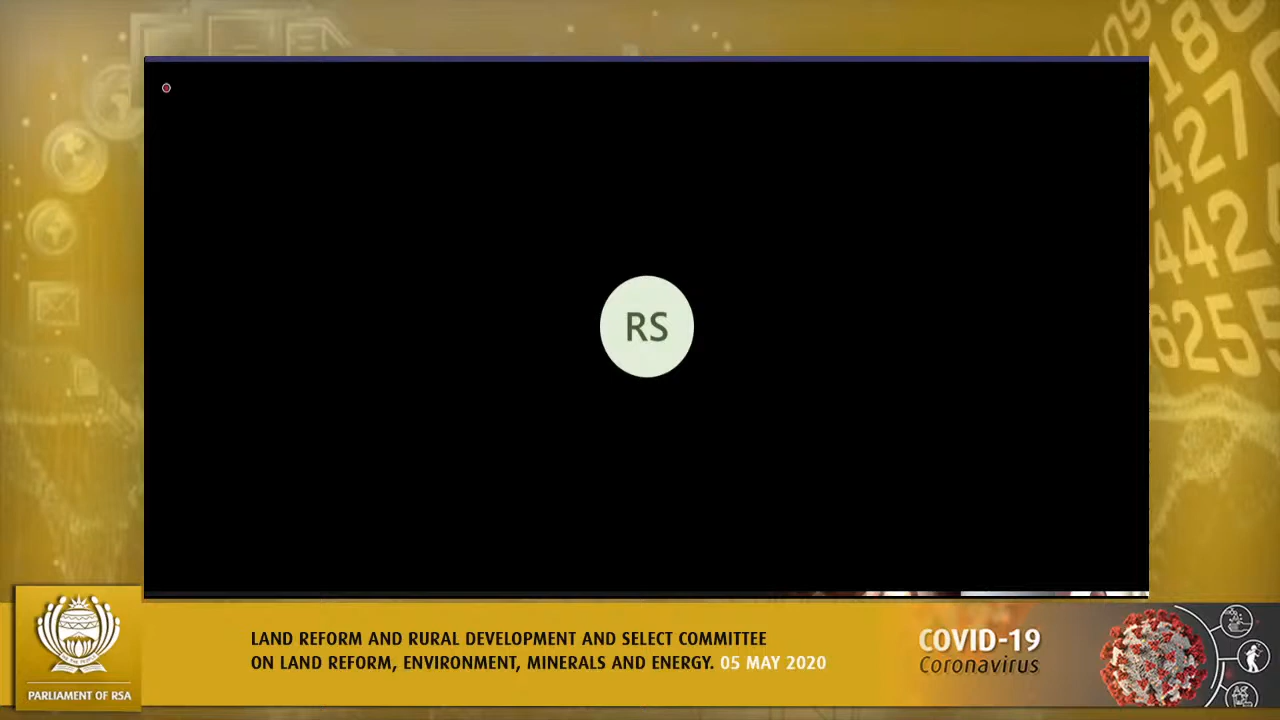 RS
LAND REFORM AND RURAL DEVELOPMENT AND SELECT COMMITTEE
ON LAND REFORM, ENVIRONMENT, MINERALS AND ENERGY. 05 MAY 2020
COVID-19
Coronavirus
PARLIAMENT OF RSA